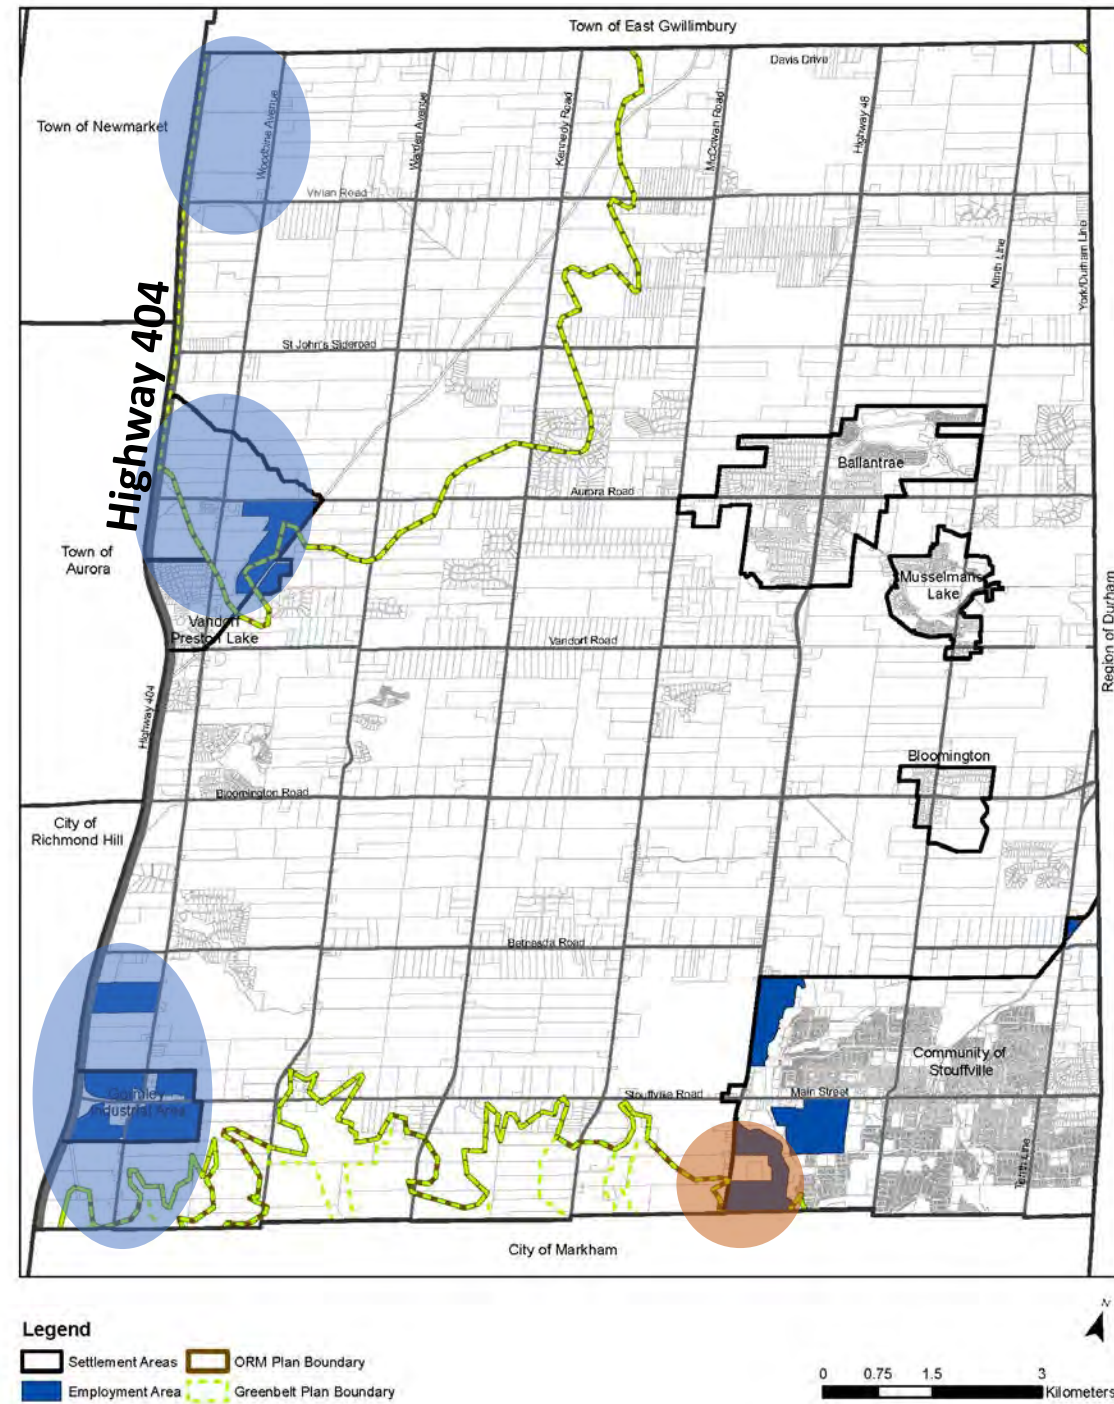 Town of East Gwillimbury
Davis Drive
Town of Newmarket
Woodbine Avenue
Warden Avenue
Kennedy Road
McCowan Road
Highway 48
Vivian Road
Ninth Line
York/Durham Line
Highway 404
St John's Sideroad
Ballantrae
Aurora Road
Town of
Aurora
Musselmans
Lake
Region of Durham
Vandorf
Preston Lake
Vandorf Road
Highway 404
Bloomington
Bloomington Road
City of
Richmond Hill
Bethesda Road
Community of
Stouffville
Gormley
Industrial Area
Stouffville Road
Main Street
Tenth Line
City of Markham
N
Legend
Settlement Areas
ORM Plan Boundary
Employment Area
Greenbelt Plan Boundary
0 0.75 1.5 3
Kilometers